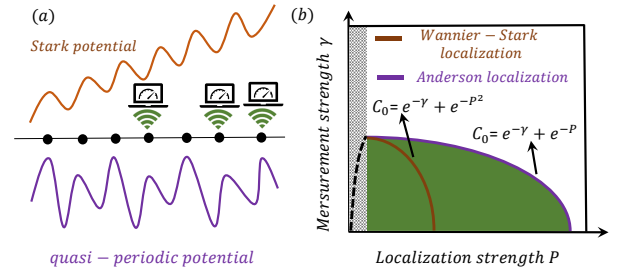 (a)
Stark potential
quasi − periodic potential
(b)
Mersurement strength γ
Wannier − Stark
localization
Anderson localization
C₀= e^{−γ} + e^{−P²}
C₀= e^{−γ} + e^{−P}
Localization strength P